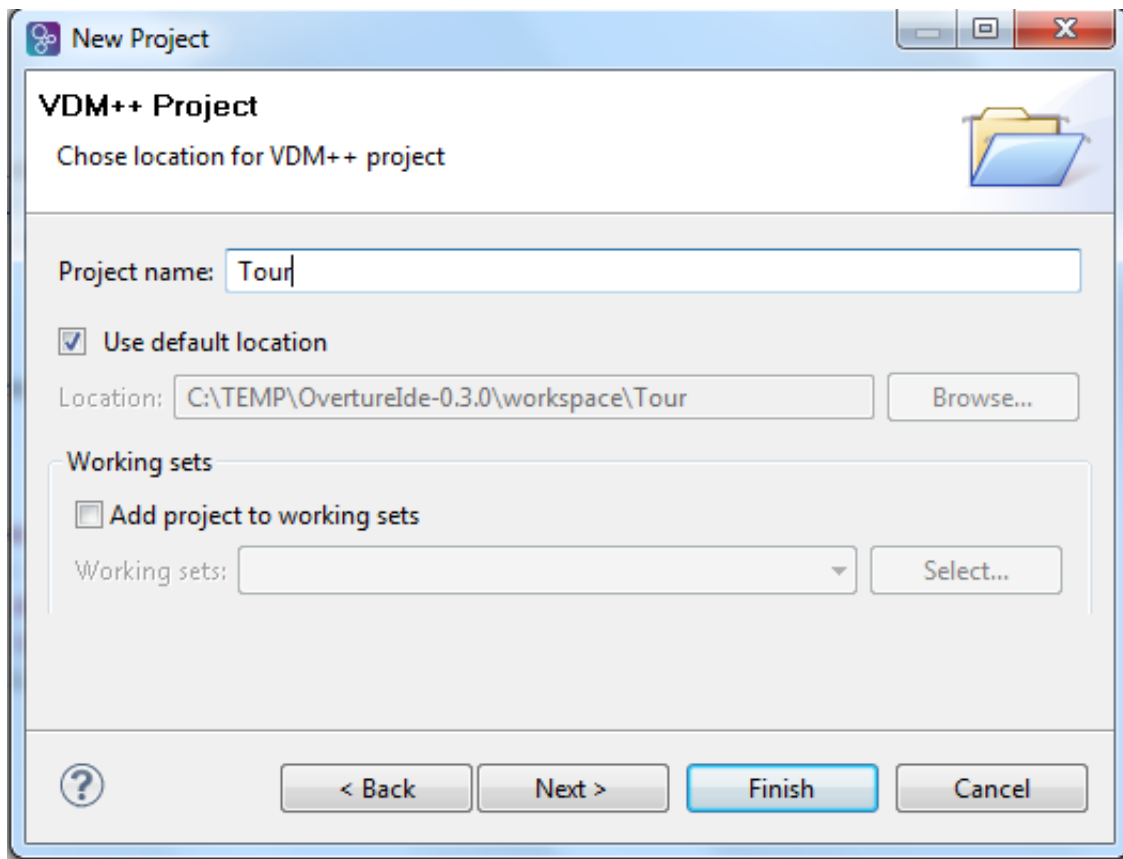 New Project
VDM++ Project
Chose location for VDM++ project
Project name: Tour
Use default location
Location: C:\TEMP\OvertureIde-0.3.0\workspace\Tour Browse...
Working sets
Add project to working sets
Working sets: Select...
? < Back Next > Finish Cancel